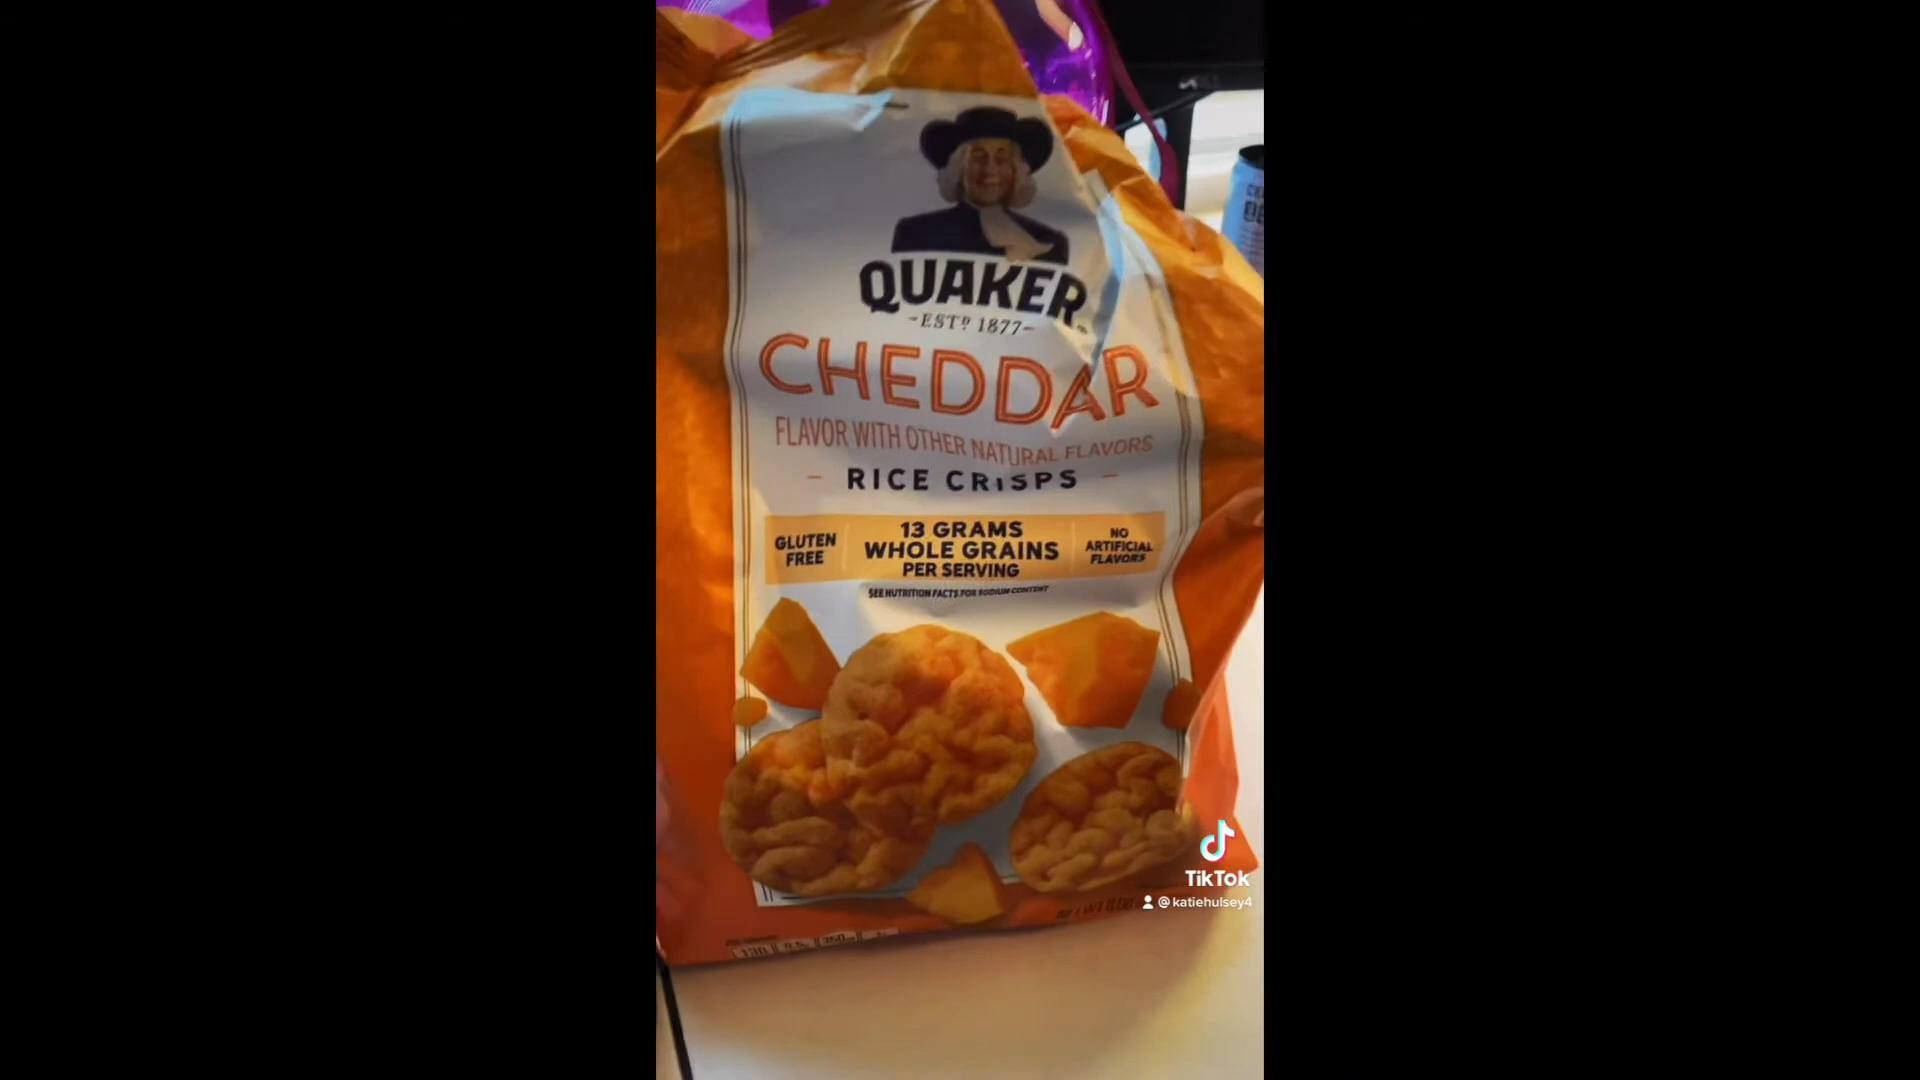 QUAKER
-ESTD 1877-
CHEDDAR
FLAVOR WITH OTHER NATURAL FLAVORS
- RICE CRISPS -
GLUTEN
FREE
13 GRAMS
WHOLE GRAINS
PER SERVING
NO
ARTIFICIAL
FLAVORS
SEE NUTRITION FACTS FOR SODIUM CONTENT
TikTok
@katiehulsey4